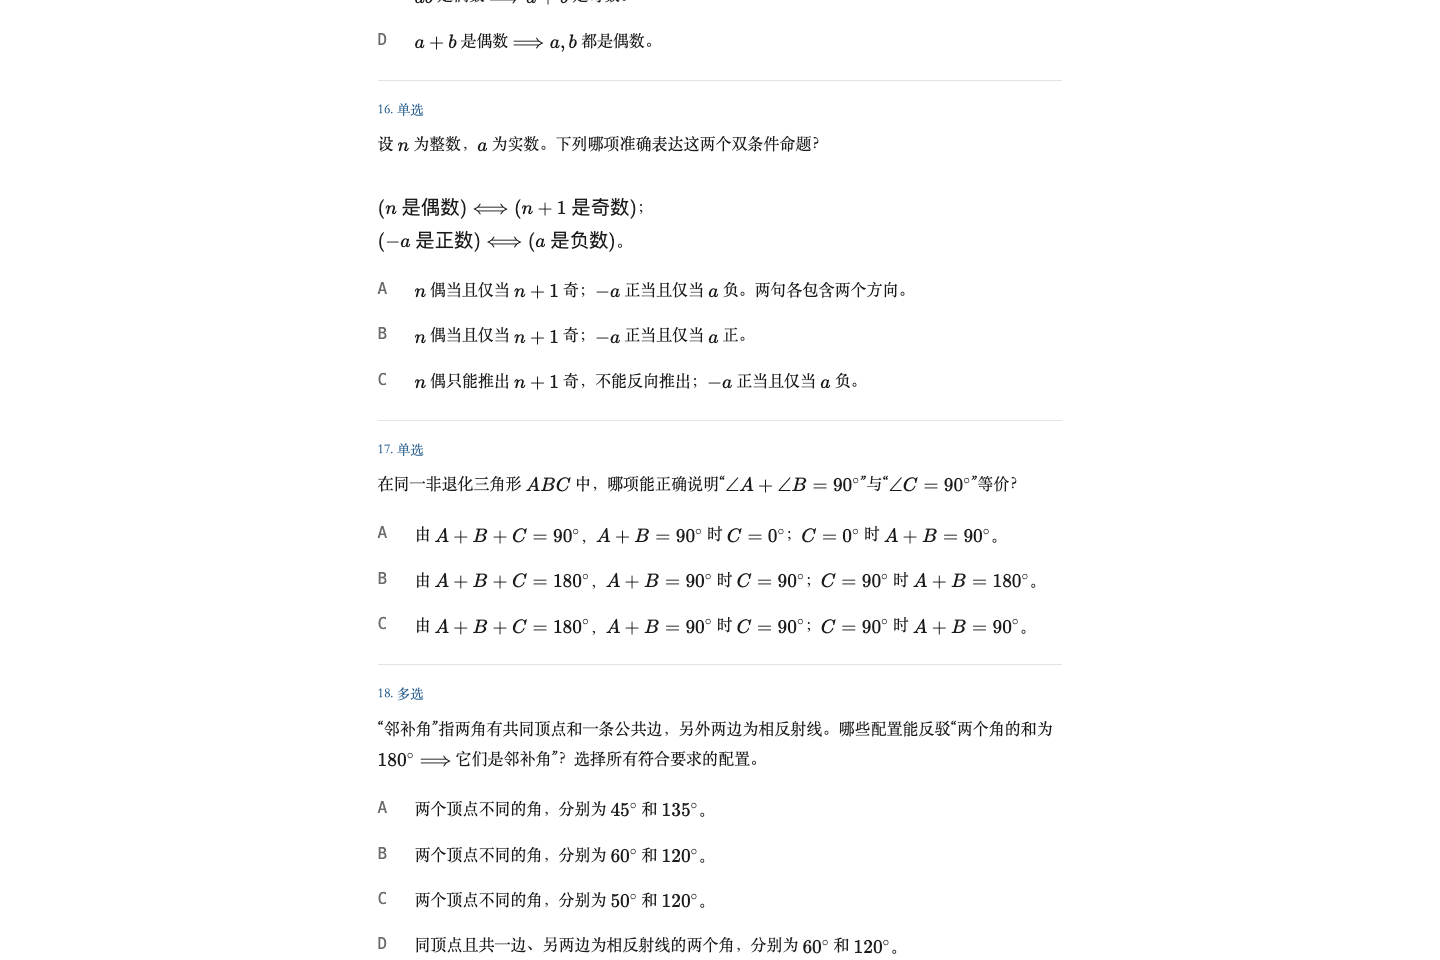 D a + b 是偶数 ⟹ a, b 都是偶数。
16. 单选
设 n 为整数，a 为实数。下列哪项准确表达这两个双条件命题？
(n 是偶数) ⟺ (n + 1 是奇数)；
(−a 是正数) ⟺ (a 是负数)。
A n 偶当且仅当 n + 1 奇；−a 正当且仅当 a 负。两句各包含两个方向。
B n 偶当且仅当 n + 1 奇；−a 正当且仅当 a 正。
C n 偶只能推出 n + 1 奇，不能反向推出；−a 正当且仅当 a 负。
17. 单选
在同一非退化三角形 ABC 中，哪项能正确说明“∠A + ∠B = 90°”与“∠C = 90°”等价？
A 由 A + B + C = 90°，A + B = 90° 时 C = 0°；C = 0° 时 A + B = 90°。
B 由 A + B + C = 180°，A + B = 90° 时 C = 90°；C = 90° 时 A + B = 180°。
C 由 A + B + C = 180°，A + B = 90° 时 C = 90°；C = 90° 时 A + B = 90°。
18. 多选
“邻补角”指两角有共同顶点和一条公共边，另外两边为相反射线。哪些配置能反驳“两个角的和为
180° ⟹ 它们是邻补角”？选择所有符合要求的配置。
A 两个顶点不同的角，分别为 45° 和 135°。
B 两个顶点不同的角，分别为 60° 和 120°。
C 两个顶点不同的角，分别为 50° 和 120°。
D 同顶点且共一边、另两边为相反射线的两个角，分别为 60° 和 120°。